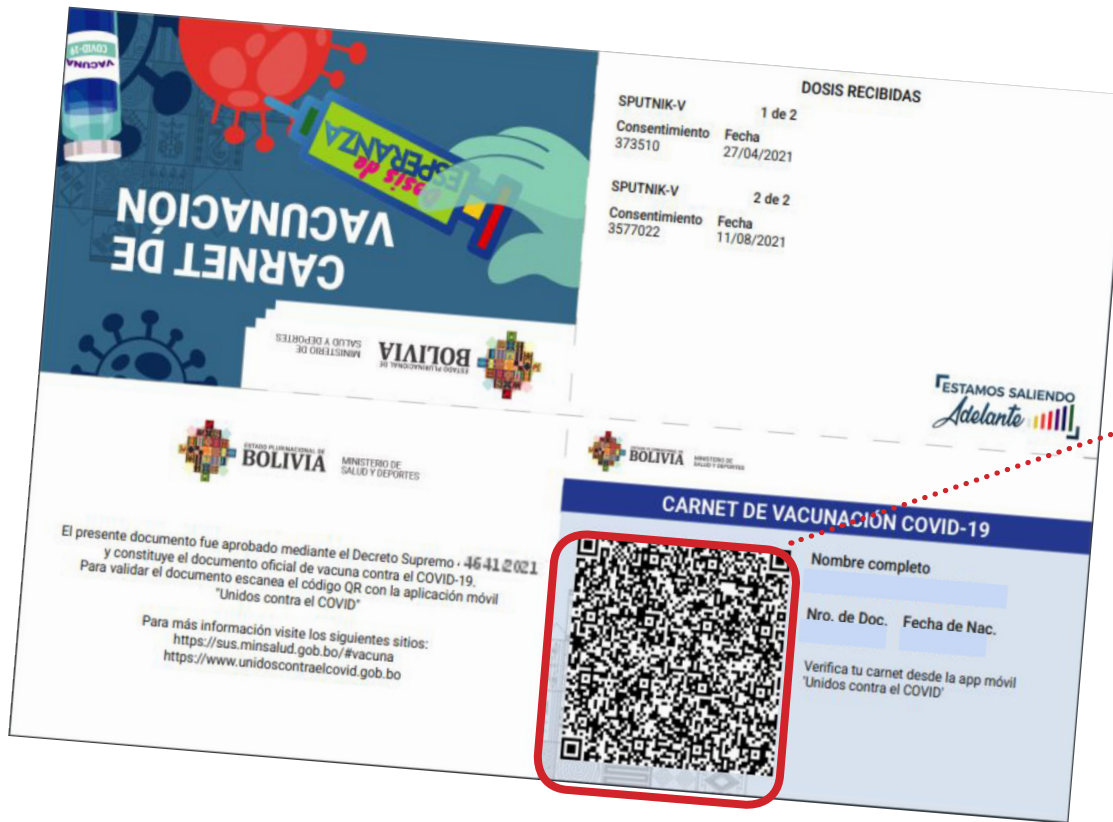 COVID-19
VACUNA
Dosis de
ESPERANZA
CARNET DE
VACUNACIÓN
ESTADO PLURINACIONAL DE
BOLIVIA
MINISTERIO DE
SALUD Y DEPORTES
DOSIS RECIBIDAS
SPUTNIK-V 1 de 2
Consentimiento Fecha
373510 27/04/2021
SPUTNIK-V 2 de 2
Consentimiento Fecha
3577022 11/08/2021
ESTAMOS SALIENDO
Adelante
ESTADO PLURINACIONAL DE
BOLIVIA
MINISTERIO DE
SALUD Y DEPORTES
El presente documento fue aprobado mediante el Decreto Supremo
y constituye el documento oficial de vacuna contra el COVID-19.
Para validar el documento escanea el código QR con la aplicación móvil
"Unidos contra el COVID"
Para más información visite los siguientes sitios:
https://sus.minsalud.gob.bo/#vacuna
https://www.unidoscontraelcovid.gob.bo
ESTADO PLURINACIONAL DE
BOLIVIA
MINISTERIO DE
SALUD Y DEPORTES
CARNET DE VACUNACIÓN COVID-19
Nombre completo
Nro. de Doc. Fecha de Nac.
Verifica tu carnet desde la app móvil
'Unidos contra el COVID'